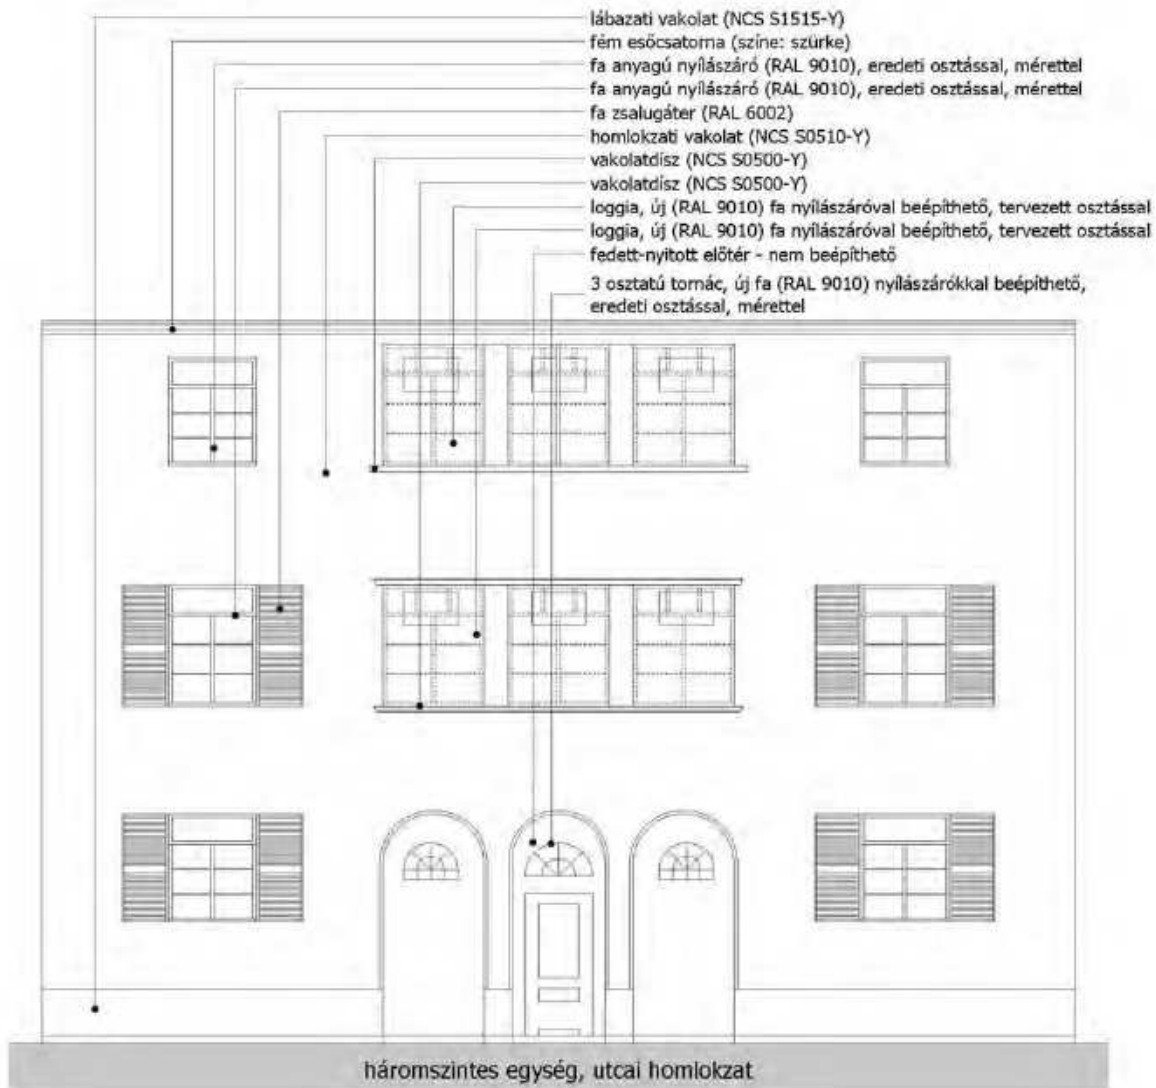 lábazati vakolat (NCS S1515-Y)
fém esőcsatorna (színe: szürke)
fa anyagú nyílászáró (RAL 9010), eredeti osztással, mérettel
fa anyagú nyílászáró (RAL 9010), eredeti osztással, mérettel
fa zsalugáter (RAL 6002)
homlokzati vakolat (NCS S0510-Y)
vakolatdísz (NCS S0500-Y)
vakolatdísz (NCS S0500-Y)
loggia, új (RAL 9010) fa nyílászáróval beépíthető, tervezett osztással
loggia, új (RAL 9010) fa nyílászáróval beépíthető, tervezett osztással
fedett-nyitott előtér - nem beépíthető
3 osztatú tornác, új fa (RAL 9010) nyílászárókkal beépíthető,
eredeti osztással, mérettel
háromszintes egység, utcai homlokzat